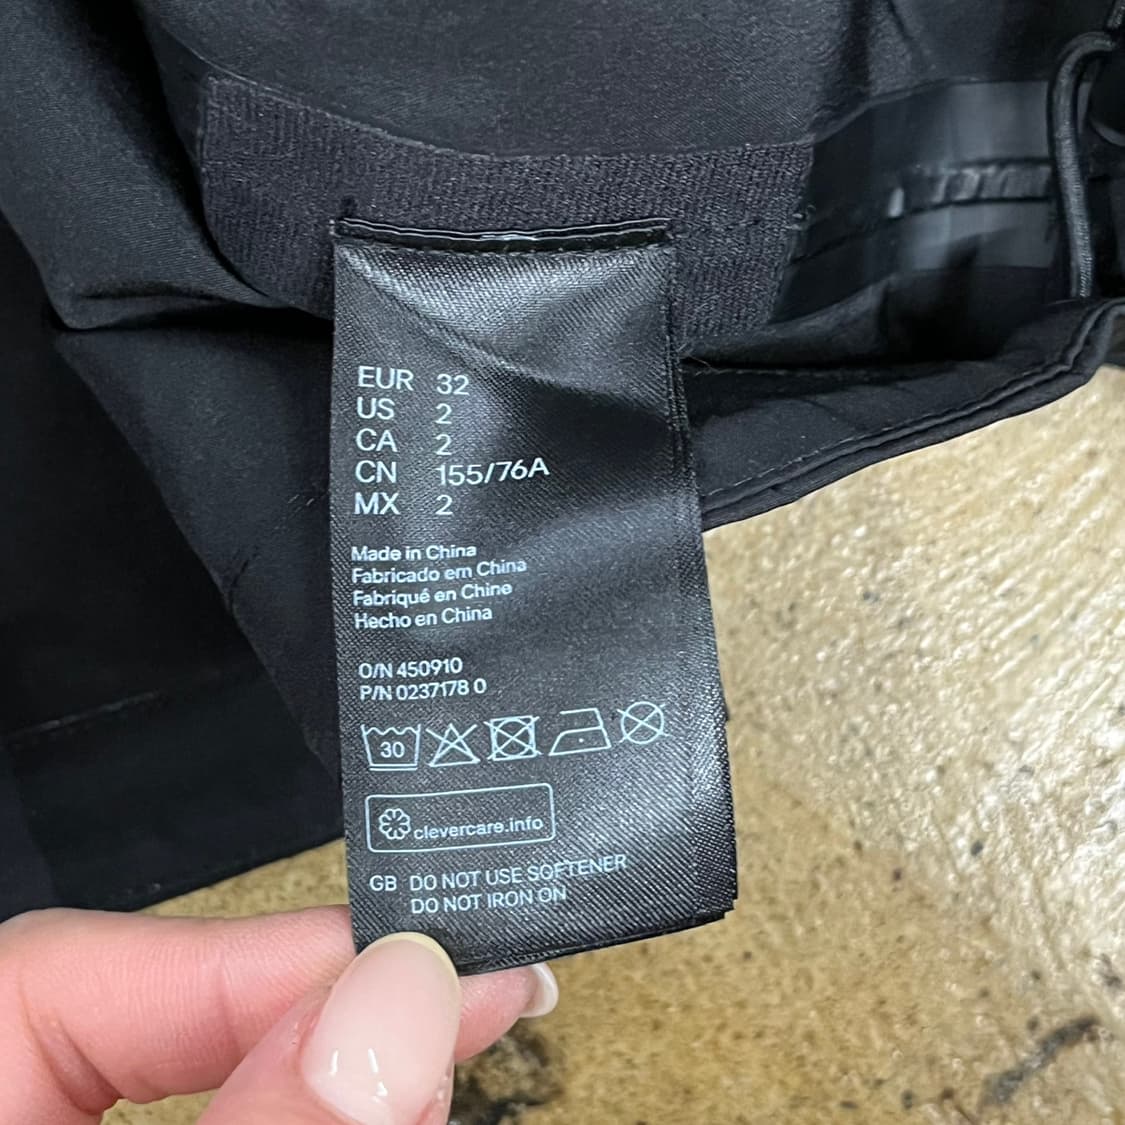 EUR 32
US 2
CA 2
CN 155/76A
MX 2
Made in China
Fabricado em China
Fabriqué en Chine
Hecho en China
O/N 450910
P/N 0237178 0
30
clevercare.info
GB DO NOT USE SOFTENER
DO NOT IRON ON